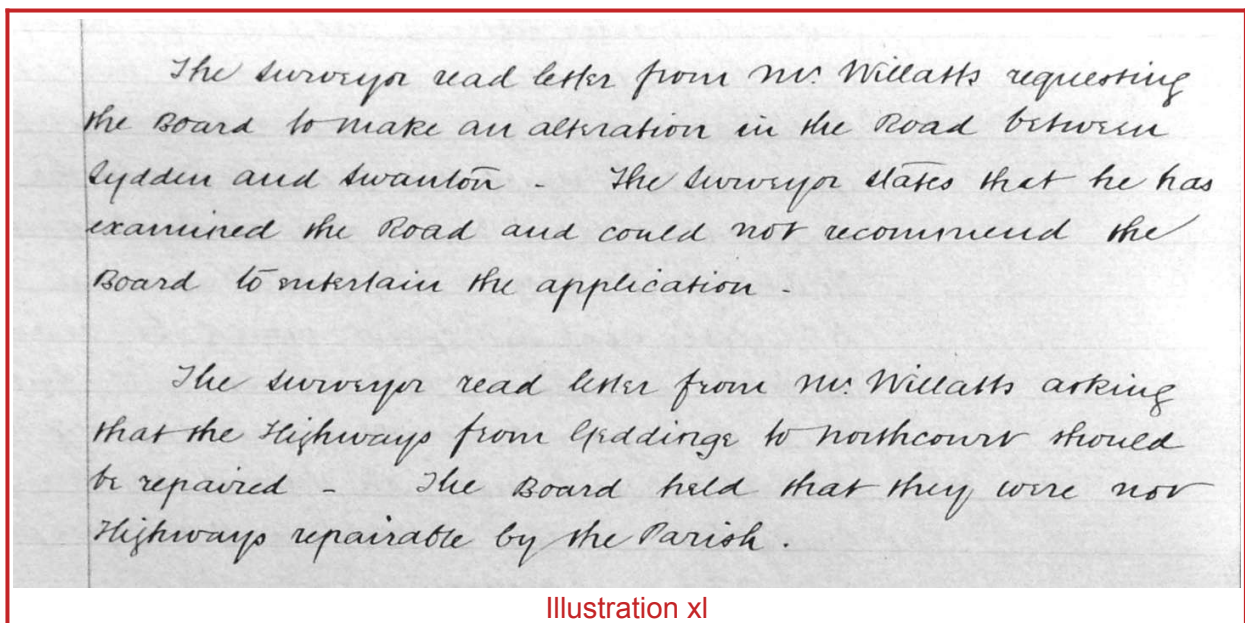 The Surveyor read letter from Mr. Willatts requesting
the Board to make an alteration in the Road between
Lydden and Swanton - The Surveyor states that he has
examined the Road and could not recommend the
Board to entertain the application.
The Surveyor read letter from Mr. Willatts asking
that the Highways from Geddinge to Northcourt should
be repaired - The Board held that they were not
Highways repairable by the Parish.
Illustration xl